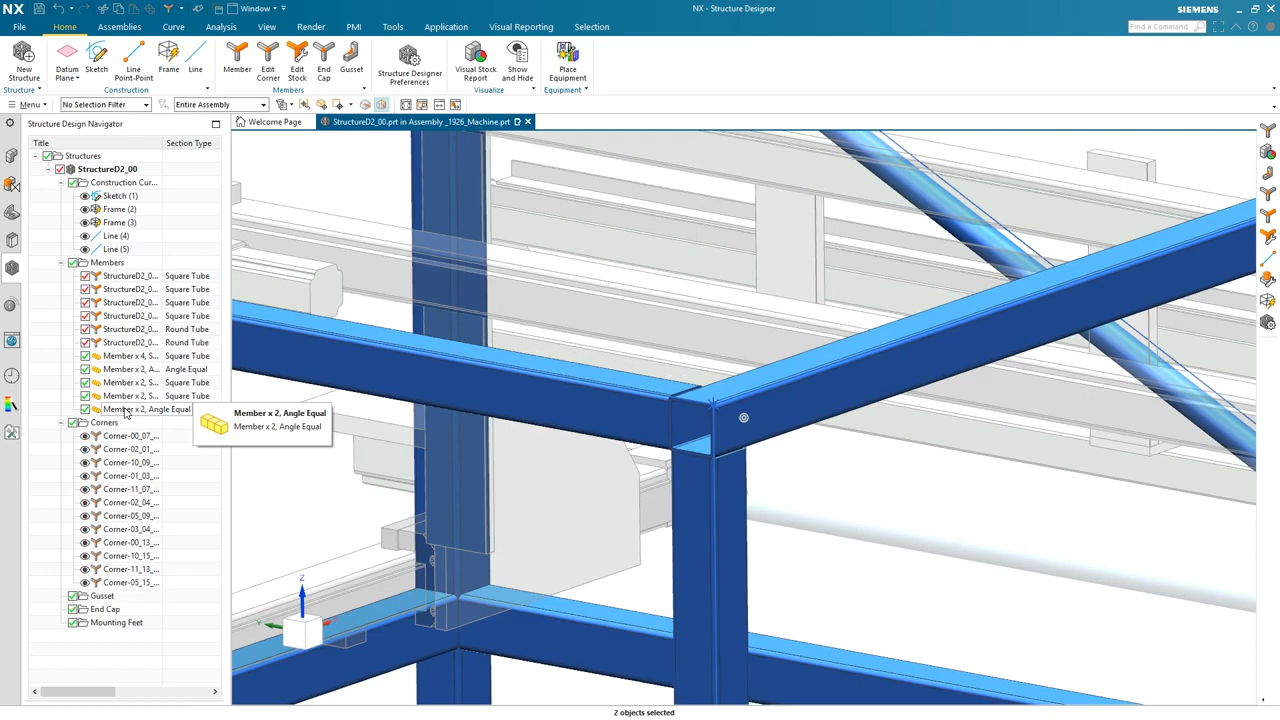 NX
Window
NX - Structure Designer
SIEMENS
File
Home
Assemblies
Curve
Analysis
View
Render
PMI
Tools
Application
Visual Reporting
Selection
Find a Command
New Structure
Datum Plane
Sketch
Line Point-Point
Frame
Line
Member
Edit Corner
Edit Stock
End Cap
Gusset
Structure Designer Preferences
Visual Stock Report
Show and Hide
Place Equipment
Structure
Construction
Members
Visualize
Equipment
Menu
No Selection Filter
Entire Assembly
Structure Design Navigator
Welcome Page
StructureD2_00.prt in Assembly _1926_Machine.prt
Title
Section Type
Structures
StructureD2_00
Construction Cur...
Sketch (1)
Frame (2)
Frame (3)
Line (4)
Line (5)
Members
StructureD2_0... Square Tube
StructureD2_0... Square Tube
StructureD2_0... Square Tube
StructureD2_0... Square Tube
StructureD2_0... Round Tube
StructureD2_0... Round Tube
Member x 4, S... Square Tube
Member x 2, A... Angle Equal
Member x 2, S... Square Tube
Member x 2, S... Square Tube
Member x 2, Angle Equal
Member x 2, Angle Equal
Member x 2, Angle Equal
Corners
Corner-00_07_...
Corner-02_01_...
Corner-10_09_...
Corner-01_03_...
Corner-11_07_...
Corner-02_04_...
Corner-05_09_...
Corner-03_04_...
Corner-00_13_...
Corner-10_15_...
Corner-11_13_...
Corner-05_15_...
Gusset
End Cap
Mounting Feet
Z
Y
2 objects selected